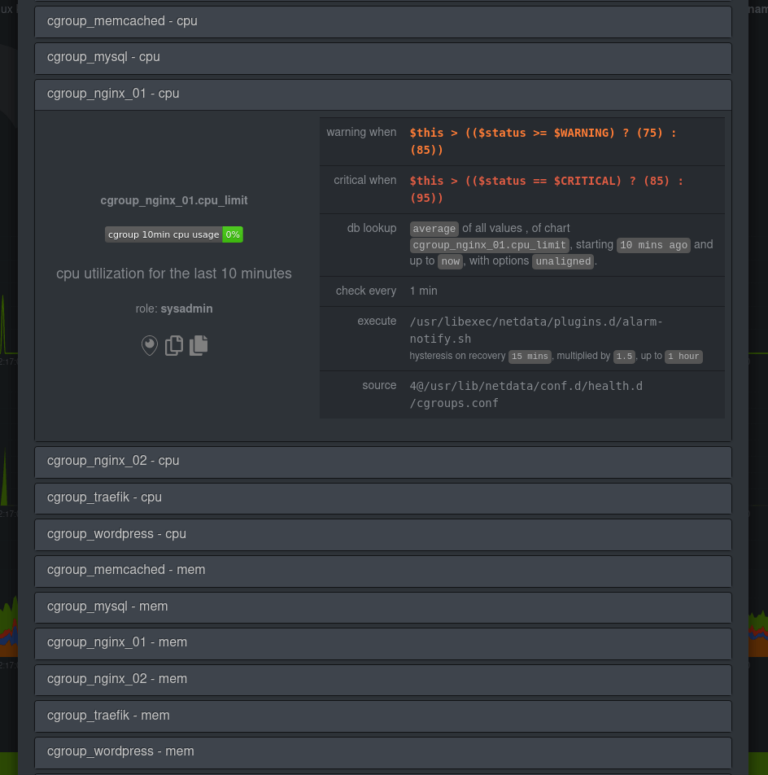 ux
nam
cgroup_memcached - cpu
cgroup_mysql - cpu
cgroup_nginx_01 - cpu
cgroup_nginx_01.cpu_limit
cgroup 10min cpu usage 0%
cpu utilization for the last 10 minutes
role: sysadmin
warning when $this > (($status >= $WARNING) ? (75) :
(85))
critical when $this > (($status == $CRITICAL) ? (85) :
(95))
db lookup average of all values , of chart
cgroup_nginx_01.cpu_limit, starting 10 mins ago and
up to now, with options unaligned.
check every 1 min
execute /usr/libexec/netdata/plugins.d/alarm-
notify.sh
hysteresis on recovery 15 mins, multiplied by 1.5, up to 1 hour
source 4@/usr/lib/netdata/conf.d/health.d
/cgroups.conf
cgroup_nginx_02 - cpu
cgroup_traefik - cpu
cgroup_wordpress - cpu
cgroup_memcached - mem
cgroup_mysql - mem
cgroup_nginx_01 - mem
cgroup_nginx_02 - mem
cgroup_traefik - mem
cgroup_wordpress - mem